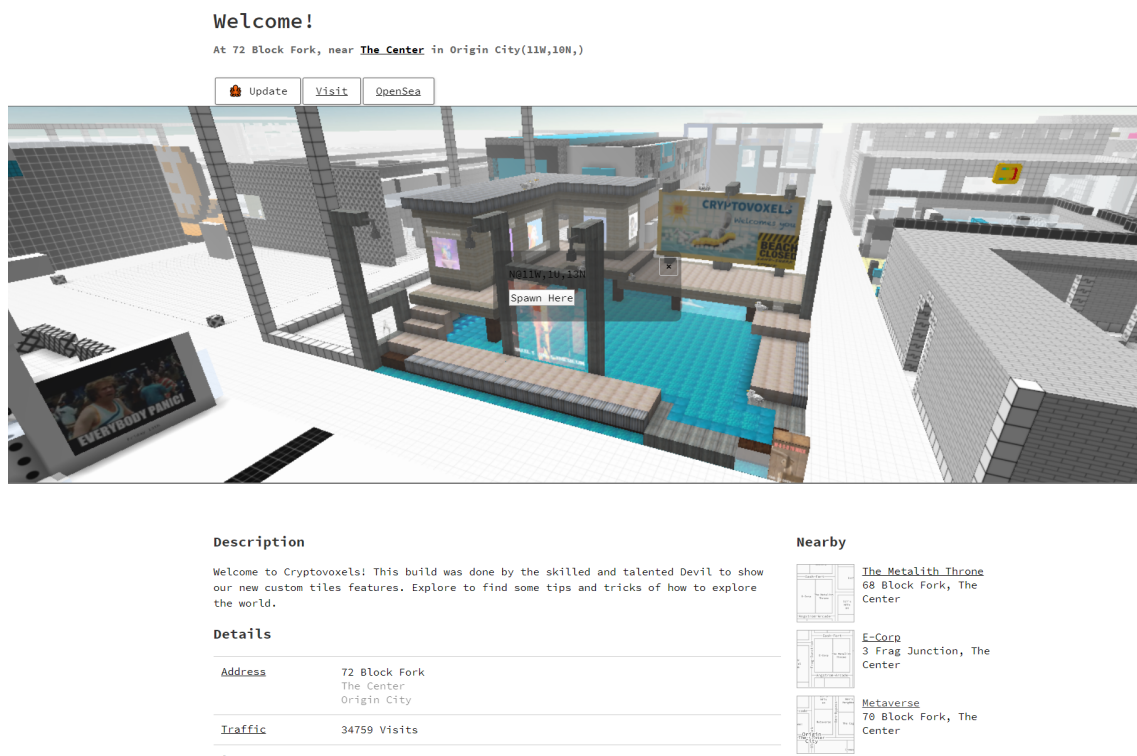 Welcome!
At 72 Block Fork, near The Center in Origin City(11W,10N,)
Update
Visit
OpenSea
CRYPTOVOXELS
Welcomes you
BEACH
CLOSED
N@11W,1U,13N
×
Spawn Here
EVERYBODY PANIC!
Description
Welcome to Cryptovoxels! This build was done by the skilled and talented Devil to show
our new custom tiles features. Explore to find some tips and tricks of how to explore
the world.
Details
Address
72 Block Fork
The Center
Origin City
Traffic
34759 Visits
Nearby
The Metalith Throne
68 Block Fork, The
Center
E-Corp
3 Frag Junction, The
Center
Metaverse
70 Block Fork, The
Center